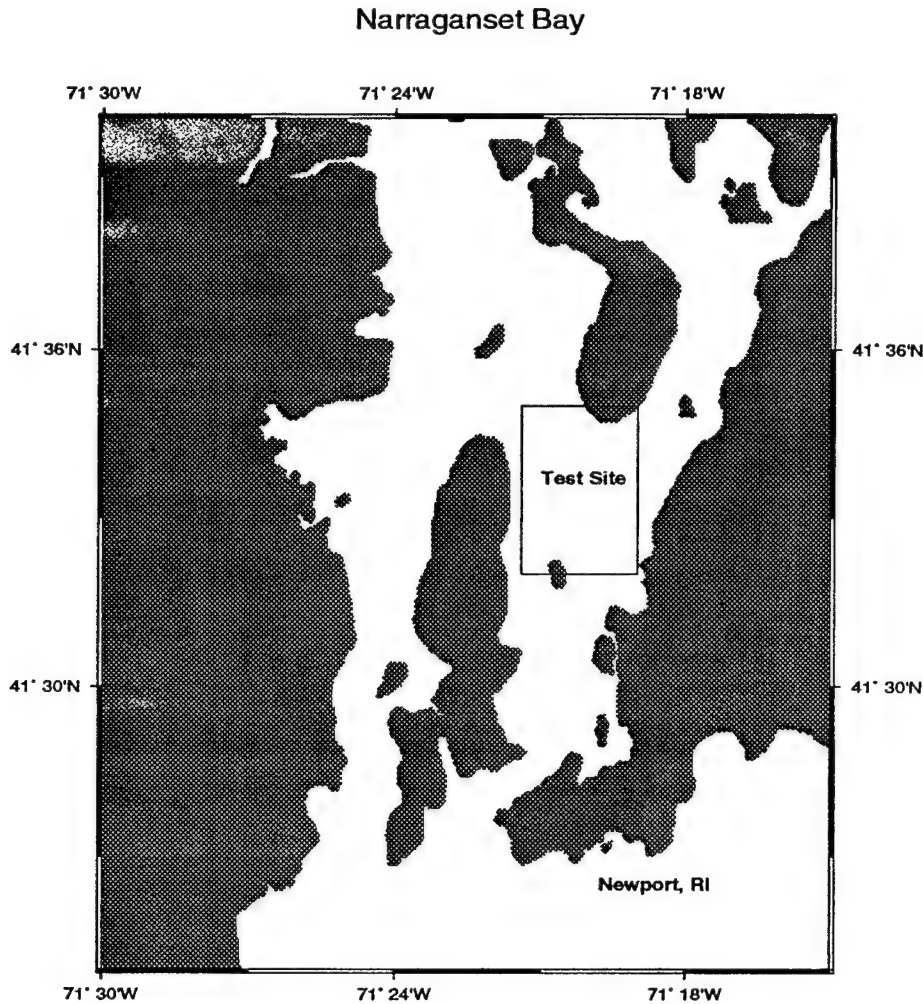 Narraganset Bay
71° 30'W 71° 24'W 71° 18'W
41° 36'N 41° 36'N
Test Site
41° 30'N 41° 30'N
Newport, RI
71° 30'W 71° 24'W 71° 18'W